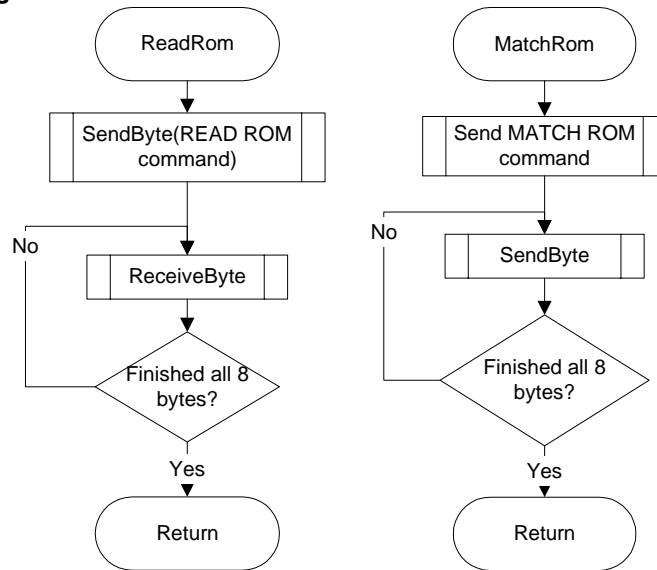 ReadRom
SendByte(READ ROM
command)
No
ReceiveByte
Finished all 8
bytes?
Yes
Return
MatchRom
Send MATCH ROM
command
No
SendByte
Finished all 8
bytes?
Yes
Return